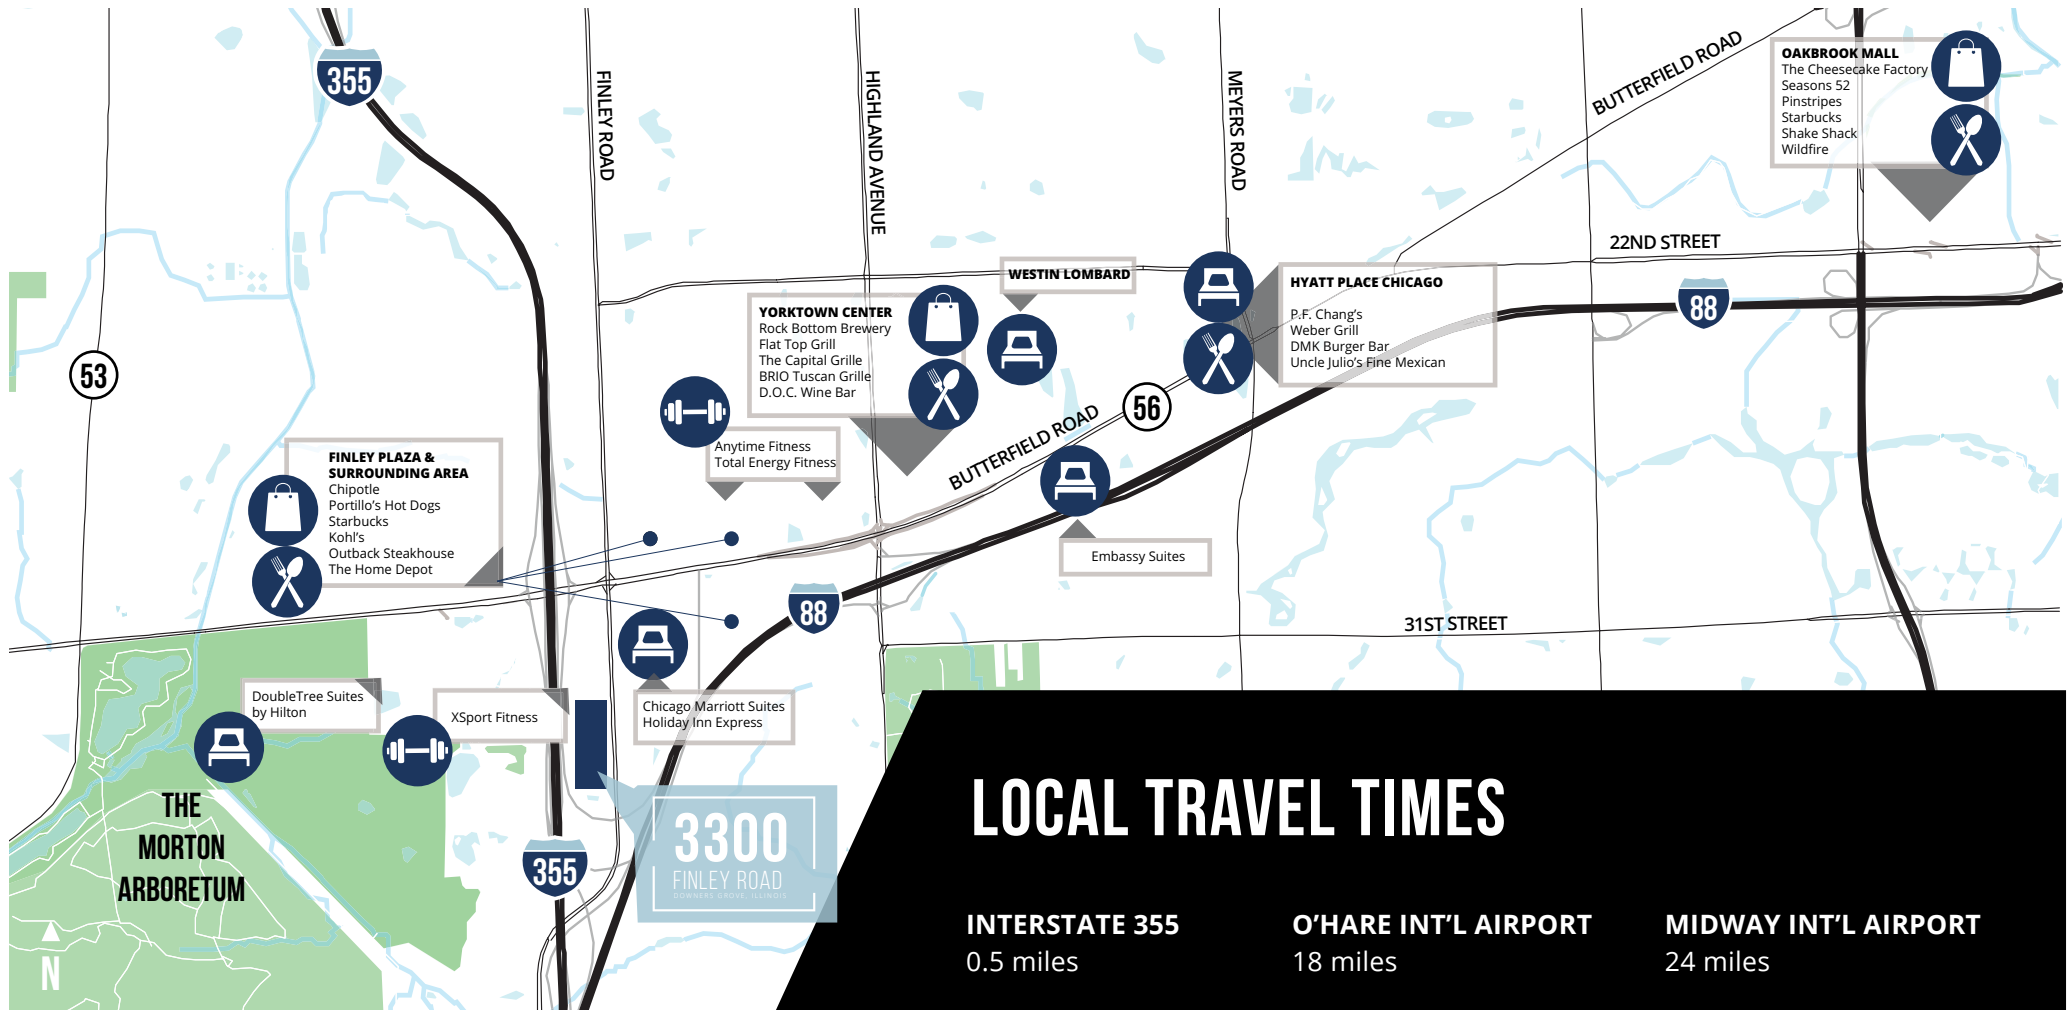 355
FINLEY ROAD
HIGHLAND AVENUE
MEYERS ROAD
BUTTERFIELD ROAD
OAKBROOK MALL
The Cheesecake Factory
Seasons 52
Pinstripes
Starbucks
Shake Shack
Wildfire
22ND STREET
WESTIN LOMBARD
HYATT PLACE CHICAGO
P.F. Chang’s
Weber Grill
DMK Burger Bar
Uncle Julio’s Fine Mexican
88
YORKTOWN CENTER
Rock Bottom Brewery
Flat Top Grill
The Capital Grille
BRIO Tuscan Grille
D.O.C. Wine Bar
53
56
BUTTERFIELD ROAD
Anytime Fitness
Total Energy Fitness
FINLEY PLAZA &
SURROUNDING AREA
Chipotle
Portillo’s Hot Dogs
Starbucks
Kohl’s
Outback Steakhouse
The Home Depot
Embassy Suites
88
31ST STREET
DoubleTree Suites
by Hilton
XSport Fitness
Chicago Marriott Suites
Holiday Inn Express
THE
MORTON
ARBORETUM
355
3300
FINLEY ROAD
DOWNERS GROVE, ILLINOIS
N
LOCAL TRAVEL TIMES
INTERSTATE 355
0.5 miles
O’HARE INT’L AIRPORT
18 miles
MIDWAY INT’L AIRPORT
24 miles